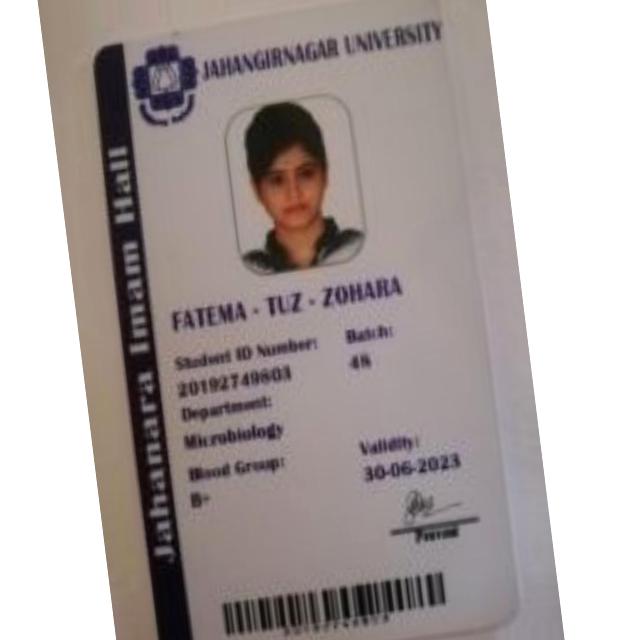 JAHANGIRNAGAR UNIVERSITY
Jahanara Imam Hall
FATEMA - TUZ - ZOHARA
Student ID Number:
20192749803
Batch:
48
Department:
Microbiology
Blood Group:
B+
Validity:
30-06-2023
Provost